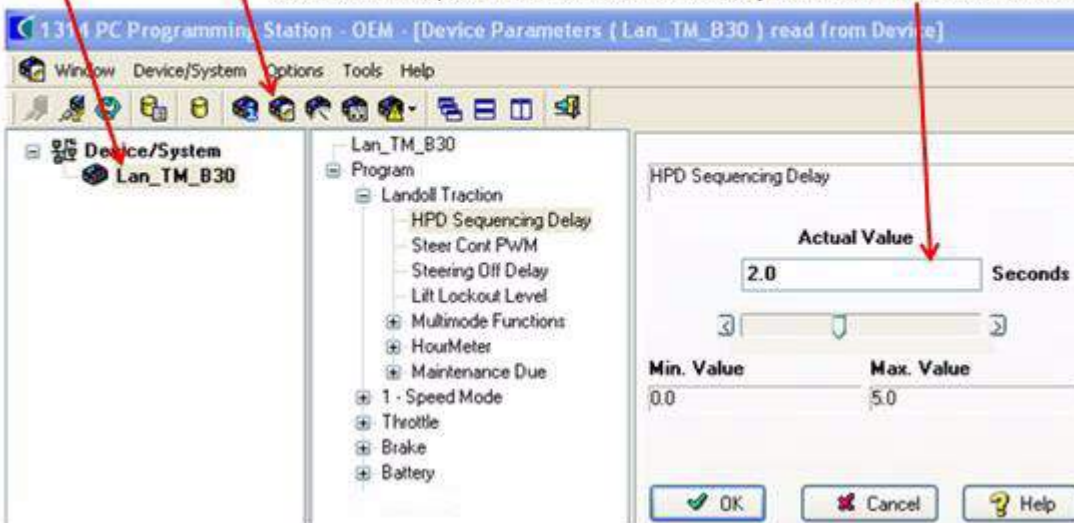 1314 PC Programming Station - OEM - [Device Parameters ( Lan_TM_B30 ) read from Device]
Window Device/System Options Tools Help
Device/System
Lan_TM_B30
Lan_TM_B30
Program
Landoll Traction
HPD Sequencing Delay
Steer Cont PWM
Steering Off Delay
Lift Lockout Level
Multimode Functions
HourMeter
Maintenance Due
1 - Speed Mode
Throttle
Brake
Battery
HPD Sequencing Delay
Actual Value
2.0 Seconds
Min. Value Max. Value
0.0 5.0
OK Cancel Help